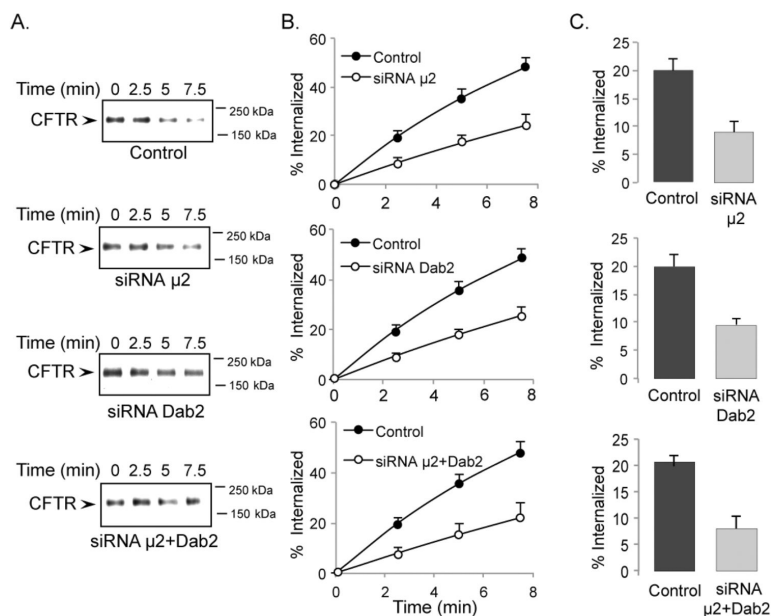 A.
Time (min) 0 2.5 5 7.5
CFTR
250 kDa
150 kDa
Control
Time (min) 0 2.5 5 7.5
CFTR
250 kDa
150 kDa
siRNA μ2
Time (min) 0 2.5 5 7.5
CFTR
250 kDa
150 kDa
siRNA Dab2
Time (min) 0 2.5 5 7.5
CFTR
250 kDa
150 kDa
siRNA μ2+Dab2
B.
% Internalized
60
40
20
0
Control
siRNA μ2
0 2 4 6 8
% Internalized
60
40
20
0
Control
siRNA Dab2
0 2 4 6 8
% Internalized
60
40
20
0
Control
siRNA μ2+Dab2
0 2 4 6 8
Time (min)
C.
% Internalized
25
20
15
10
5
0
Control
siRNA
μ2
% Internalized
25
20
15
10
5
0
Control
siRNA
Dab2
% Internalized
25
20
15
10
5
0
Control
siRNA
μ2+Dab2